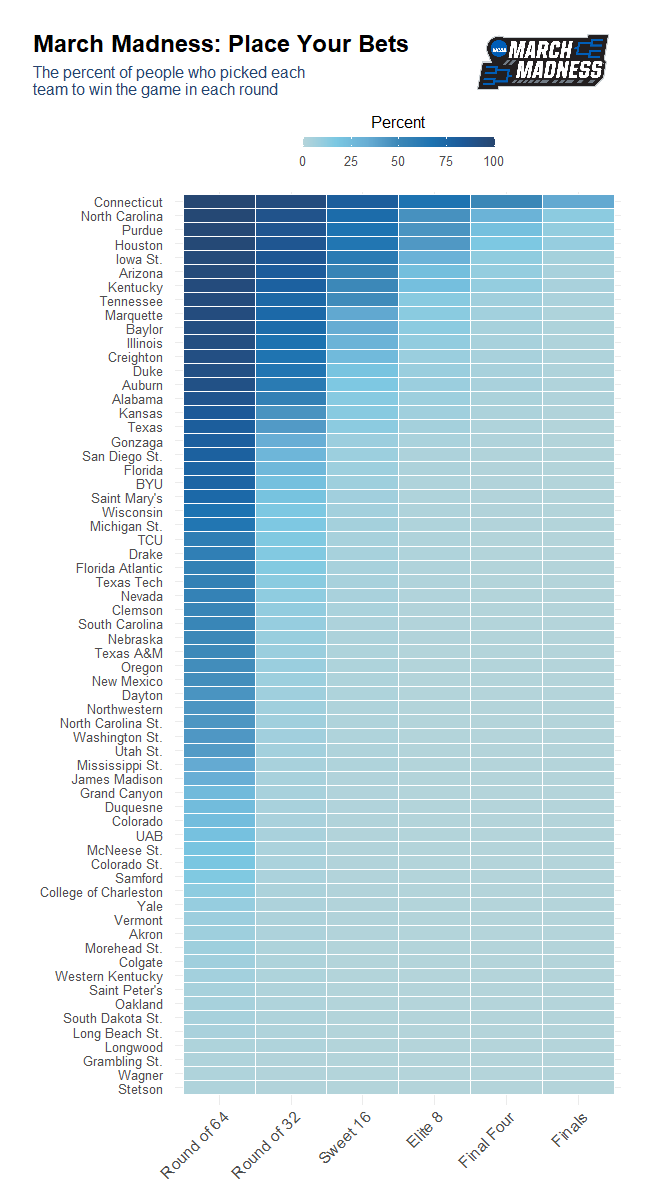 March Madness: Place Your Bets
NCAA
MARCH
MADNESS
The percent of people who picked each
team to win the game in each round
Percent
0 25 50 75 100
Connecticut
North Carolina
Purdue
Houston
Iowa St.
Arizona
Kentucky
Tennessee
Marquette
Baylor
Illinois
Creighton
Duke
Auburn
Alabama
Kansas
Texas
Gonzaga
San Diego St.
Florida
BYU
Saint Mary's
Wisconsin
Michigan St.
TCU
Drake
Florida Atlantic
Texas Tech
Nevada
Clemson
South Carolina
Nebraska
Texas A&M
Oregon
New Mexico
Dayton
Northwestern
North Carolina St.
Washington St.
Utah St.
Mississippi St.
James Madison
Grand Canyon
Duquesne
Colorado
UAB
McNeese St.
Colorado St.
Samford
College of Charleston
Yale
Vermont
Akron
Morehead St.
Colgate
Western Kentucky
Saint Peter's
Oakland
South Dakota St.
Long Beach St.
Longwood
Grambling St.
Wagner
Stetson
Round of 64
Round of 32
Sweet 16
Elite 8
Final Four
Finals